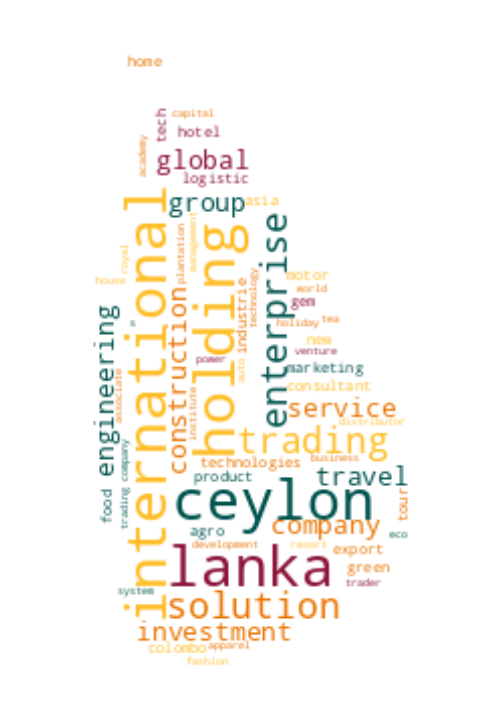 home
tech
capital
hotel
academy
global
logistic
international
group
asia
holding
enterprise
plantation
management
royal
house
construction
industrie
technology
motor
world
gem
holiday
tea
s
engineering
new
venture
power
auto
marketing
associate
consultant
institute
service
distributor
trading
technologies
business
trading company
food
product
travel
ceylon
tour
company
agro
eco
development
resort
export
lanka
green
trader
system
solution
investment
colombo
apparel
fashion